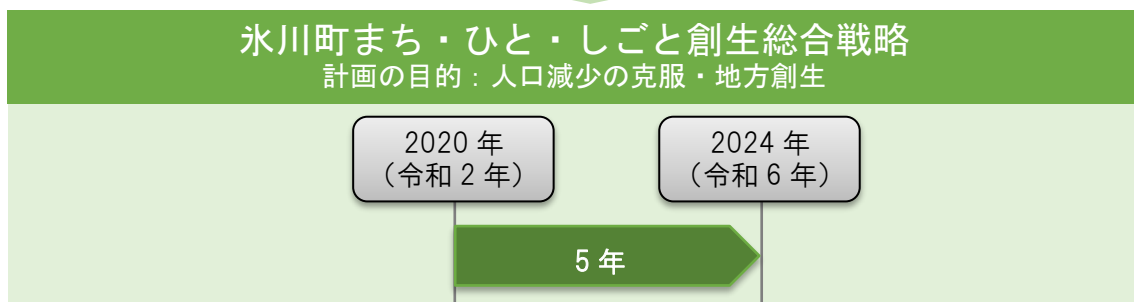 氷川町まち・ひと・しごと創生総合戦略
計画の目的：人口減少の克服・地方創生
2020 年
（令和 2 年）
2024 年
（令和 6 年）
5 年